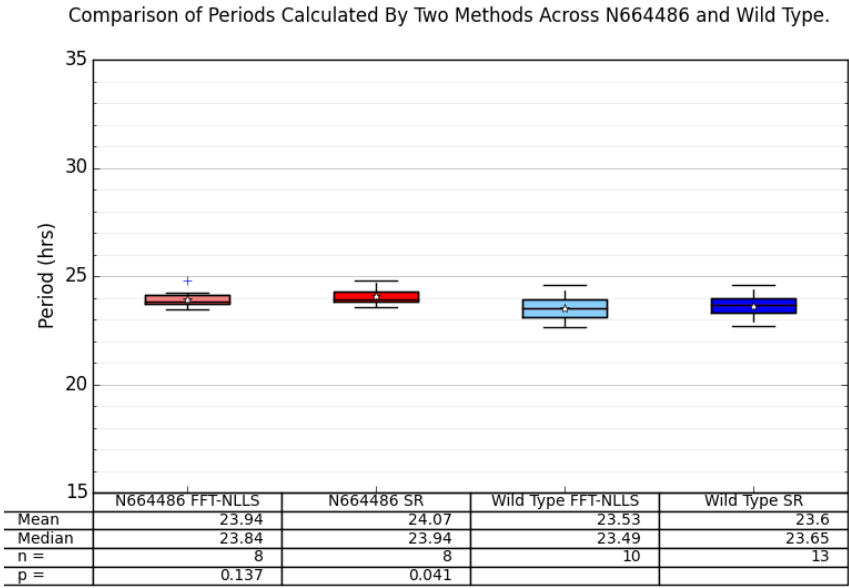 Comparison of Periods Calculated By Two Methods Across N664486 and Wild Type.
35
30
25
20
15
Period (hrs)
N664486 FFT-NLLS N664486 SR Wild Type FFT-NLLS Wild Type SR
Mean 23.94 24.07 23.53 23.6
Median 23.84 23.94 23.49 23.65
n = 8 8 10 13
p = 0.137 0.041